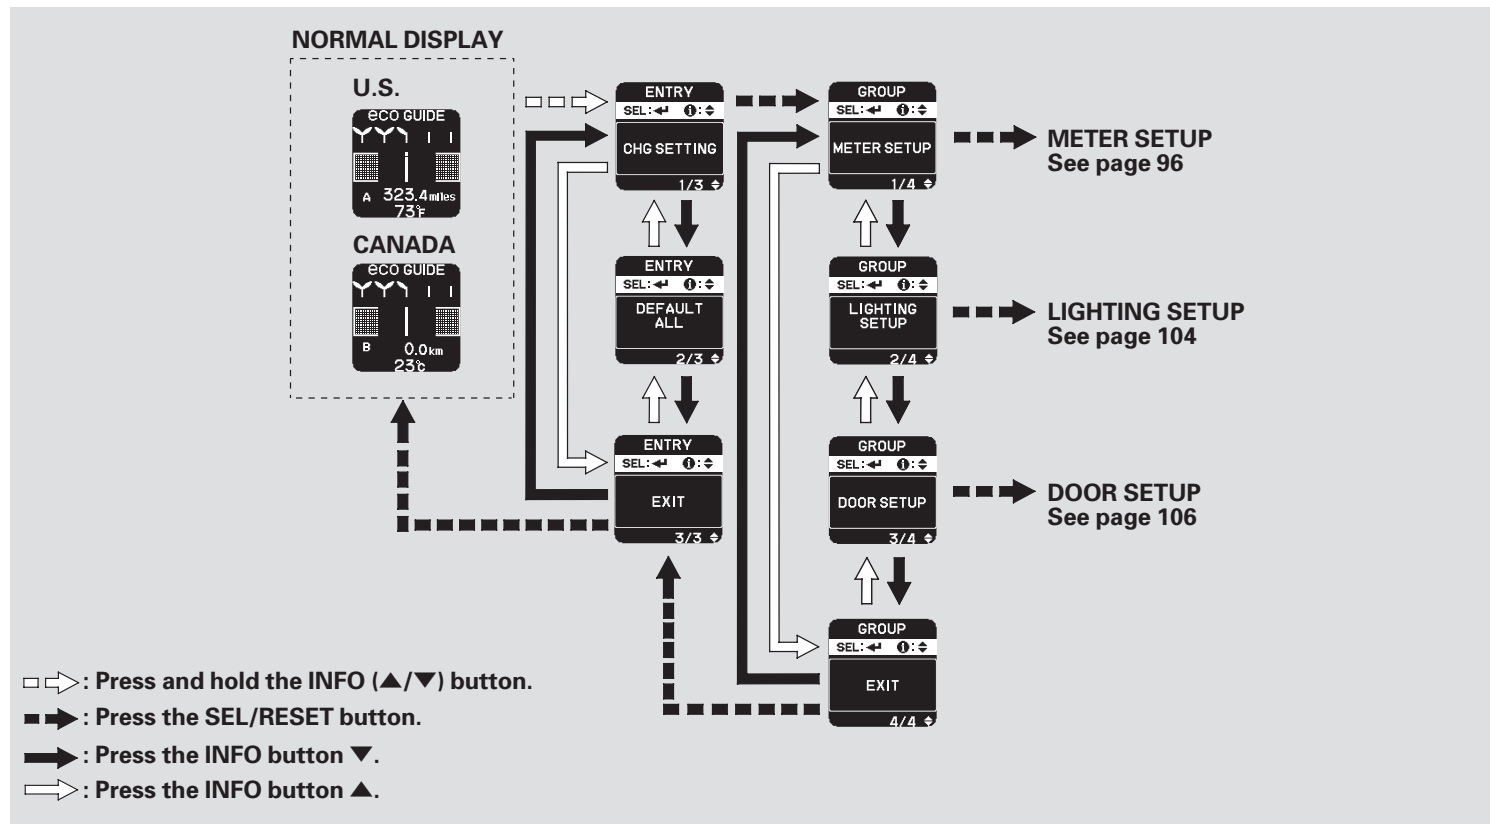 NORMAL DISPLAY
U.S.
eco GUIDE
A 323.4miles
73°F
CANADA
eco GUIDE
B 0.0km
23°C
ENTRY
SEL:
CHG SETTING
1/3
ENTRY
SEL:
DEFAULT
ALL
2/3
ENTRY
SEL:
EXIT
3/3
GROUP
SEL:
METER SETUP
1/4
GROUP
SEL:
LIGHTING
SETUP
2/4
GROUP
SEL:
DOOR SETUP
3/4
GROUP
SEL:
EXIT
4/4
METER SETUP
See page 96
LIGHTING SETUP
See page 104
DOOR SETUP
See page 106
: Press and hold the INFO (▲/▼) button.
: Press the SEL/RESET button.
: Press the INFO button ▼.
: Press the INFO button ▲.